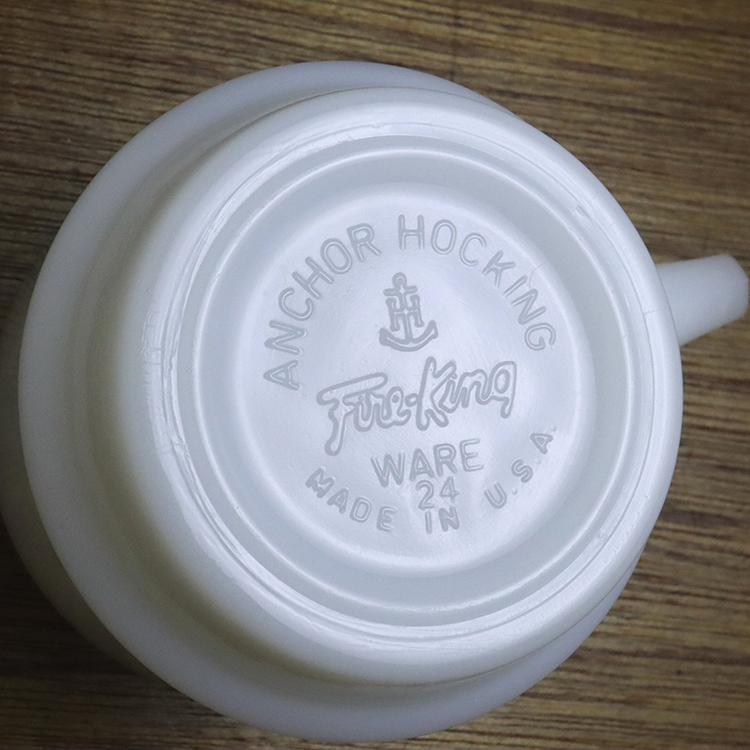 ANCHOR HOCKING
Fire-King
WARE
24
MADE IN U.S.A.